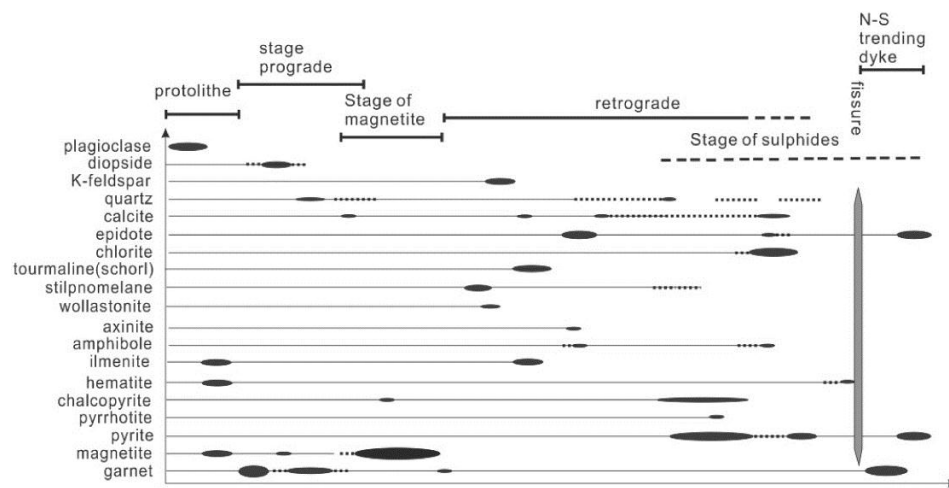 N-S
trending
dyke
stage
prograde
protolithe
Stage of
magnetite
retrograde
fissure
Stage of sulphides
plagioclase
diopside
K-feldspar
quartz
calcite
epidote
chlorite
tourmaline(schorl)
stilpnomelane
wollastonite
axinite
amphibole
ilmenite
hematite
chalcopyrite
pyrrhotite
pyrite
magnetite
garnet